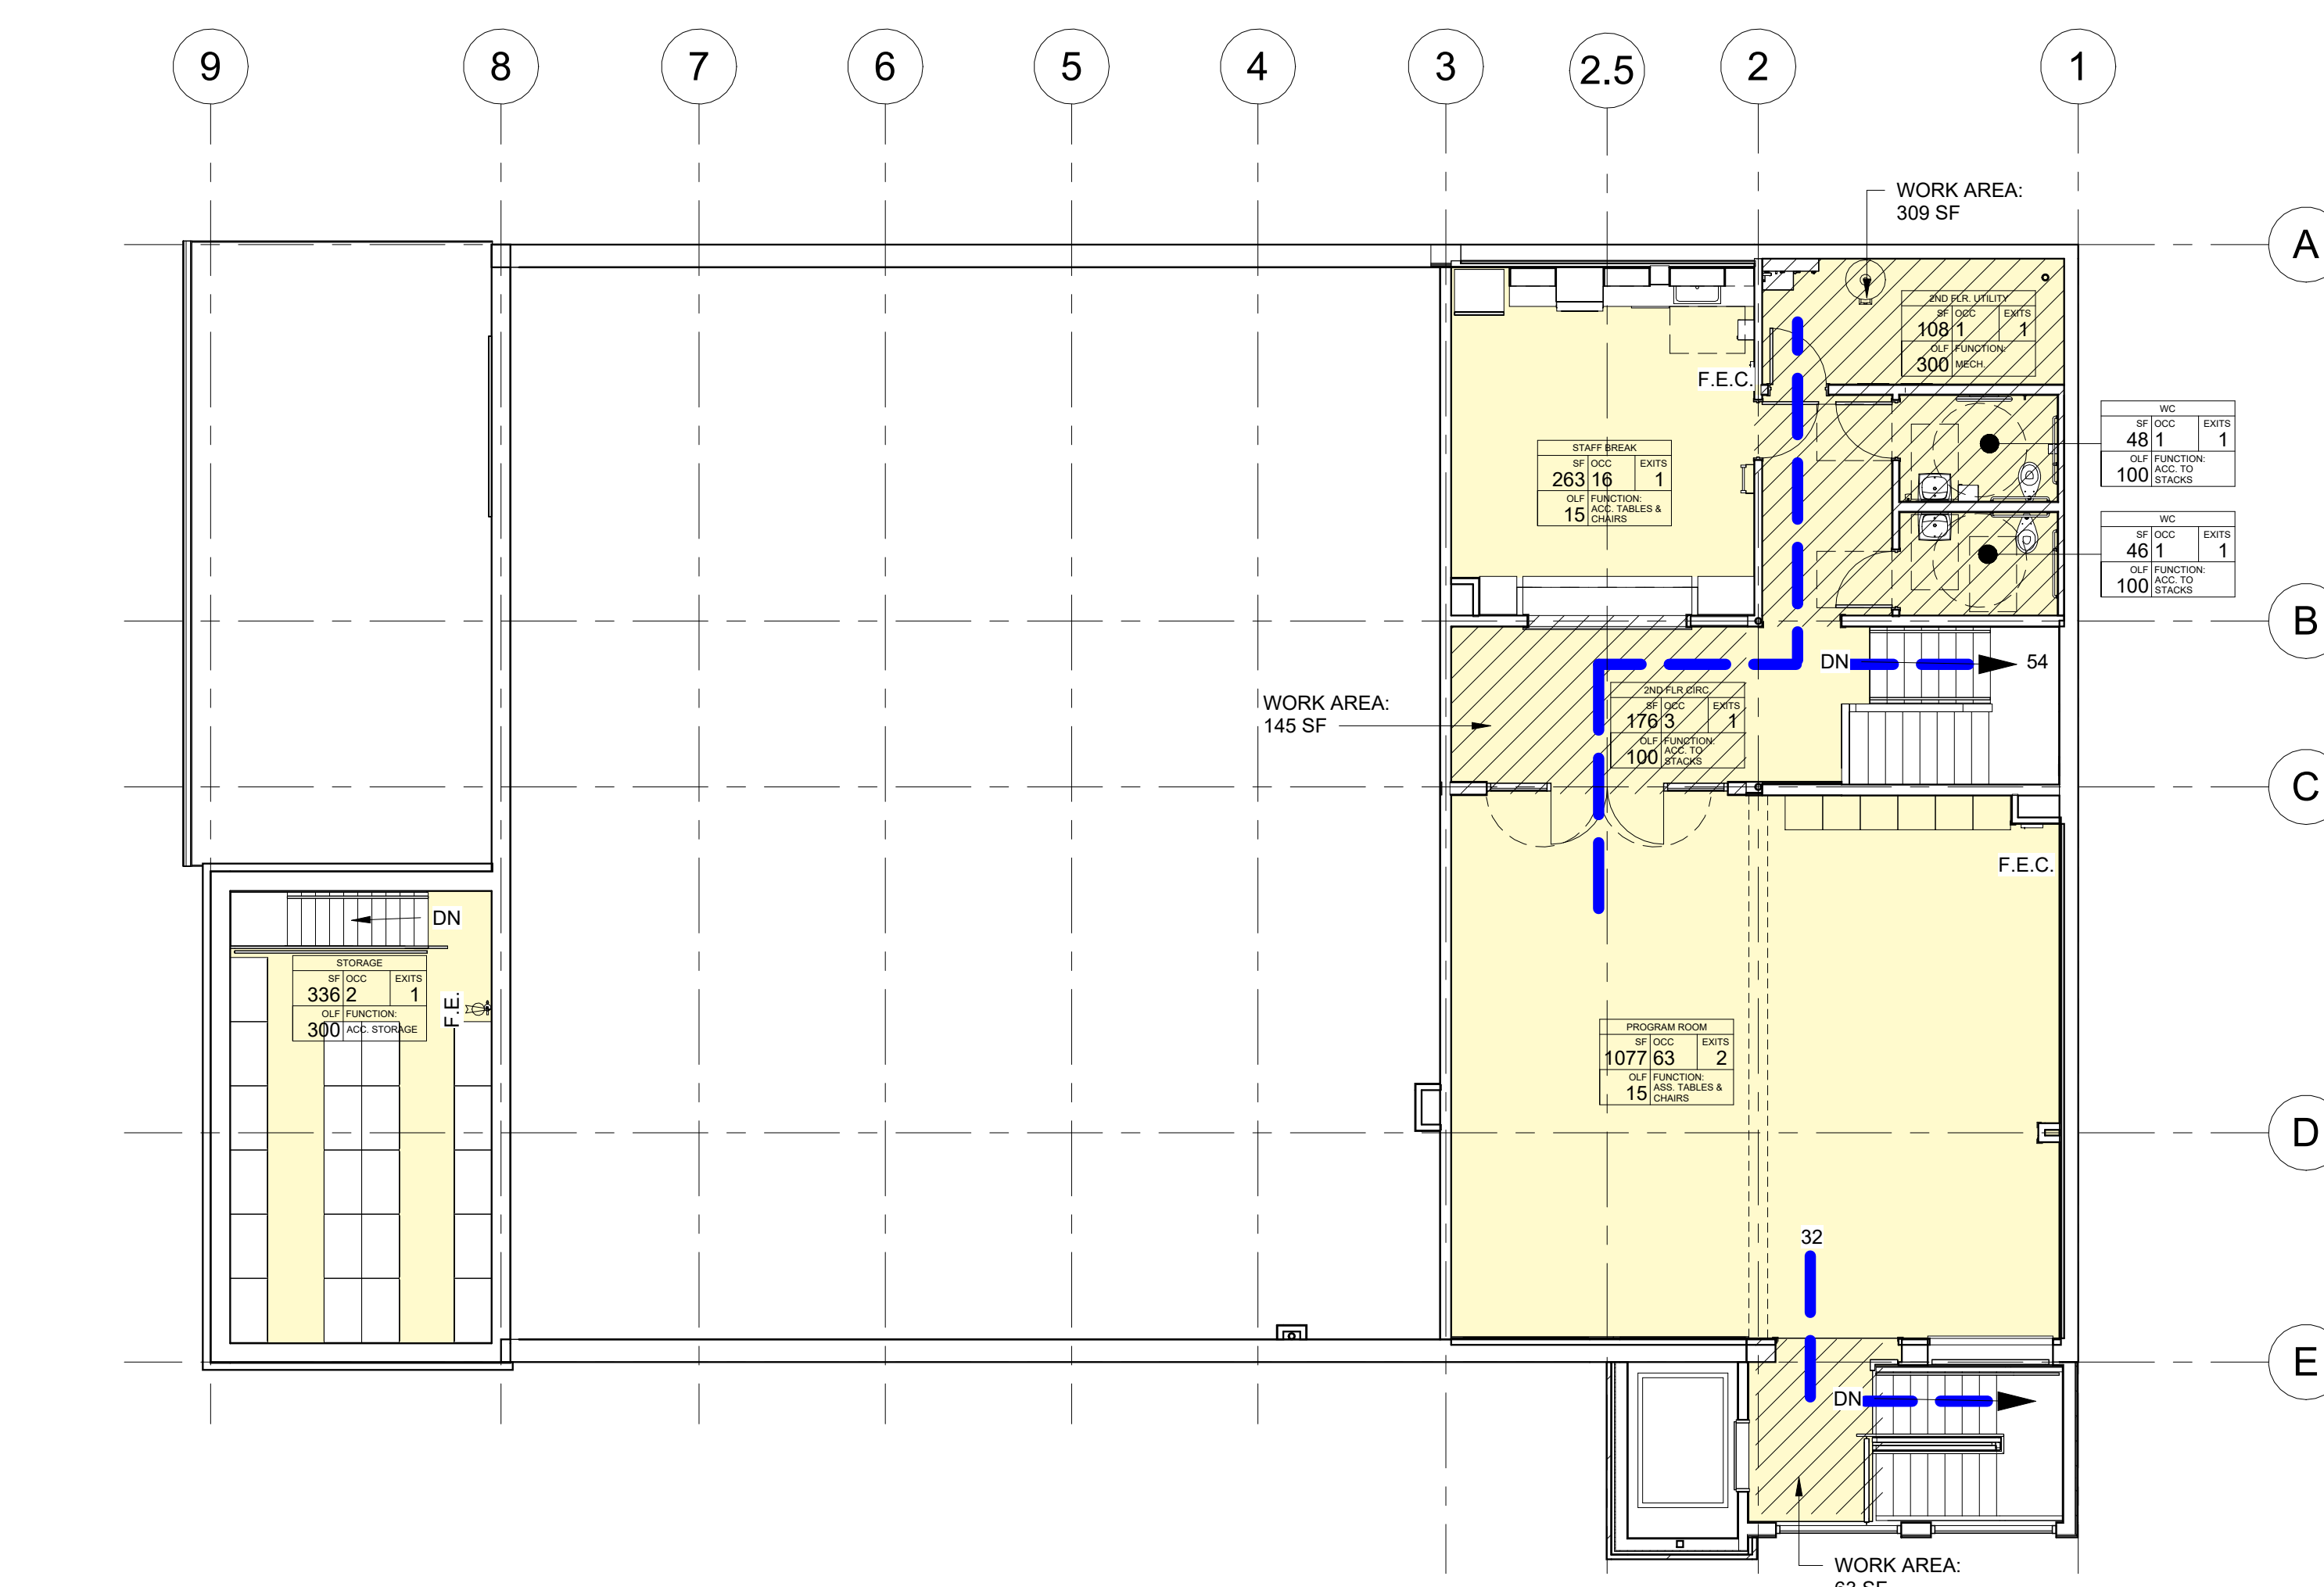 9 8 7 6 5 4 3 2.5 2 1
WORK AREA:
309 SF
A
2ND FLR. UTILITY
SF OCC EXITS
108 1 1
OLF FUNCTION:
300 MECH.
F.E.C.
WC
SF OCC EXITS
48 1 1
OLF FUNCTION:
100 ACC. TO
STACKS
STAFF BREAK
SF OCC EXITS
263 16 1
OLF FUNCTION:
15 ACC. TABLES &
CHAIRS
WC
SF OCC EXITS
46 1 1
OLF FUNCTION:
100 ACC. TO
STACKS
B
DN 54
WORK AREA:
145 SF
2ND FLR CIRC.
SF OCC EXITS
176 3 1
OLF FUNCTION:
100 ACC. TO
STACKS
C
F.E.C.
DN
STORAGE
SF OCC EXITS
336 2 1
OLF FUNCTION:
300 ACC. STORAGE
F.E.
PROGRAM ROOM
SF OCC EXITS
1077 63 2
OLF FUNCTION:
15 ASS. TABLES &
CHAIRS
D
32
E
DN
WORK AREA:
63 SF